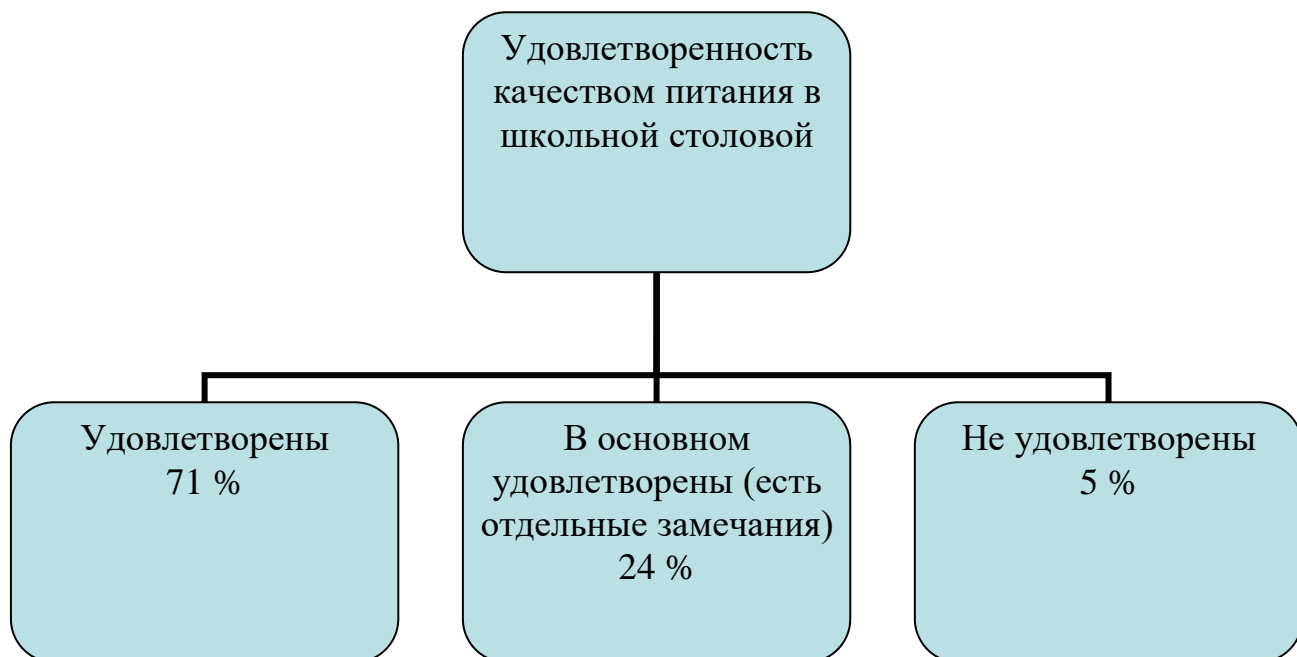 Удовлетворенность
качеством питания в
школьной столовой
Удовлетворены
71 %
В основном
удовлетворены (есть
отдельные замечания)
24 %
Не удовлетворены
5 %